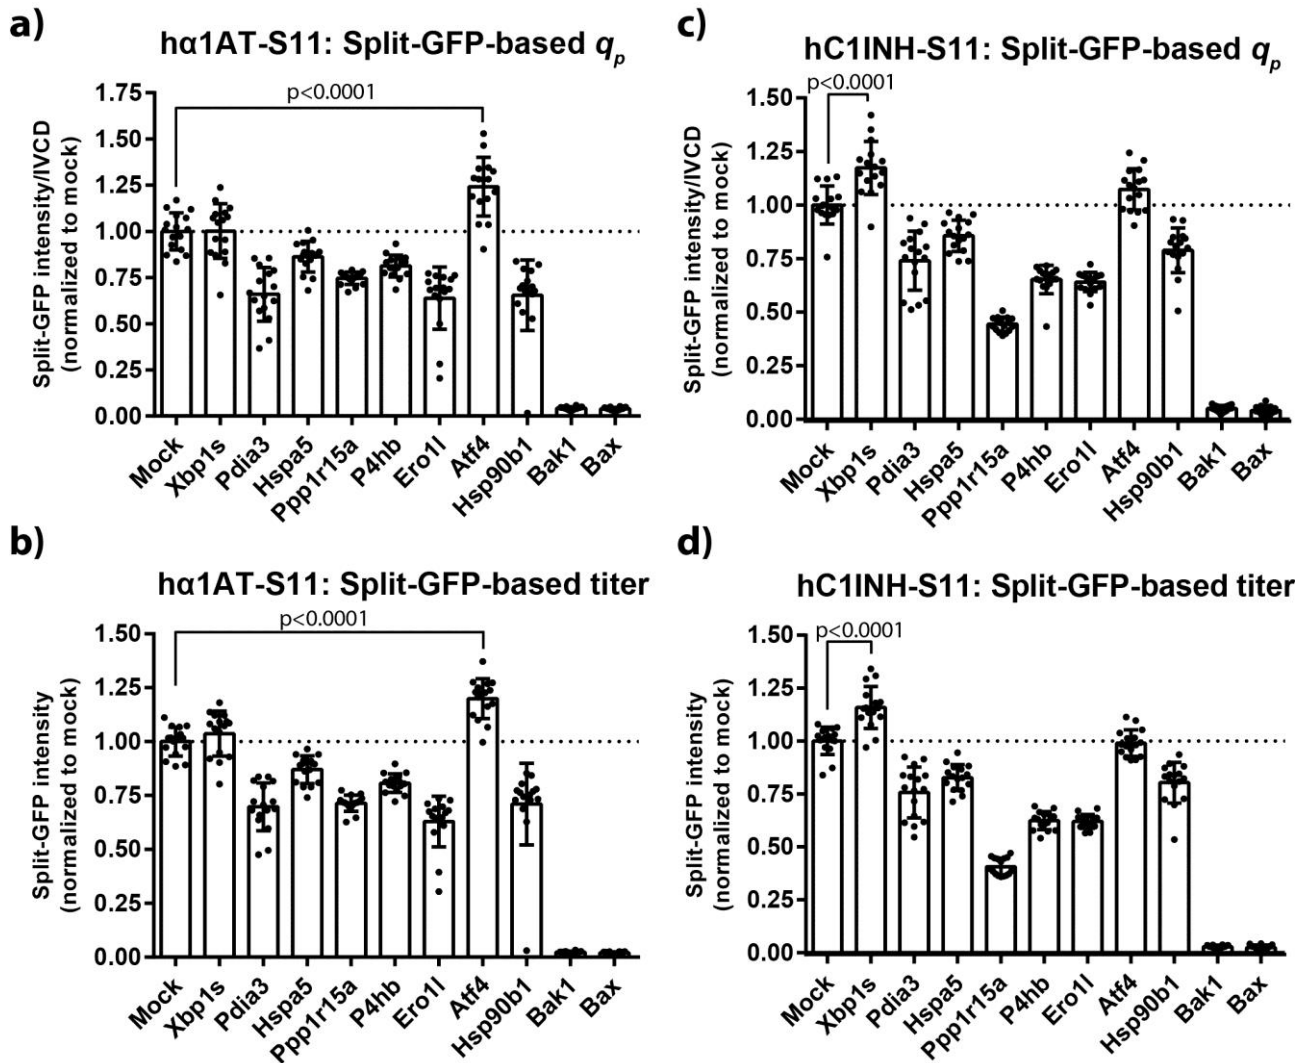 a)
hα1AT-S11: Split-GFP-based qp
p<0.0001
Split-GFP intensity/IVCD
(normalized to mock)
1.75
1.50
1.25
1.00
0.75
0.50
0.25
0.00
Mock
Xbp1s
Pdia3
Hspa5
Ppp1r15a
P4hb
Ero1l
Atf4
Hsp90b1
Bak1
Bax
b)
hα1AT-S11: Split-GFP-based titer
p<0.0001
Split-GFP intensity
(normalized to mock)
1.50
1.25
1.00
0.75
0.50
0.25
0.00
Mock
Xbp1s
Pdia3
Hspa5
Ppp1r15a
P4hb
Ero1l
Atf4
Hsp90b1
Bak1
Bax
c)
hC1INH-S11: Split-GFP-based qp
p<0.0001
Split-GFP intensity/IVCD
(normalized to mock)
1.50
1.25
1.00
0.75
0.50
0.25
0.00
Mock
Xbp1s
Pdia3
Hspa5
Ppp1r15a
P4hb
Ero1l
Atf4
Hsp90b1
Bak1
Bax
d)
hC1INH-S11: Split-GFP-based titer
p<0.0001
Split-GFP intensity
(normalized to mock)
1.50
1.25
1.00
0.75
0.50
0.25
0.00
Mock
Xbp1s
Pdia3
Hspa5
Ppp1r15a
P4hb
Ero1l
Atf4
Hsp90b1
Bak1
Bax